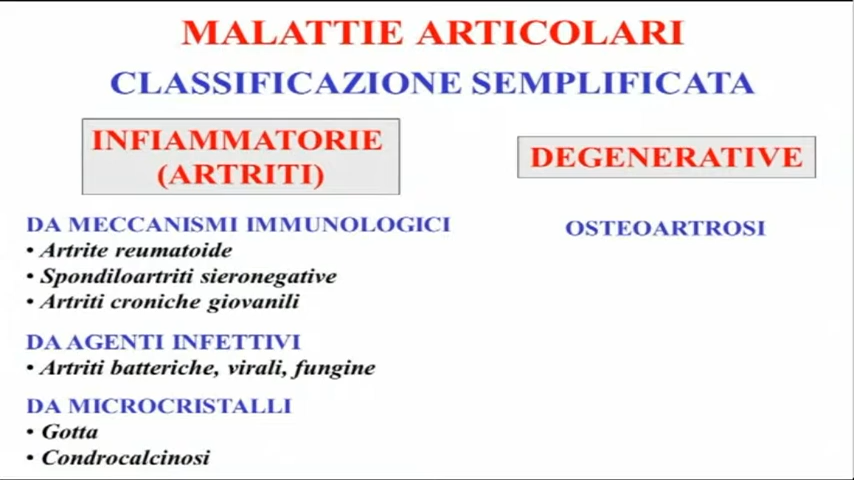 MALATTIE ARTICOLARI
CLASSIFICAZIONE SEMPLIFICATA
INFIAMMATORIE
(ARTRITI)
DA MECCANISMI IMMUNOLOGICI
• Artrite reumatoide
• Spondiloartriti sieronegative
• Artriti croniche giovanili
DA AGENTI INFETTIVI
• Artriti batteriche, virali, fungine
DA MICROCRISTALLI
• Gotta
• Condrocalcinosi
DEGENERATIVE
OSTEOARTROSI